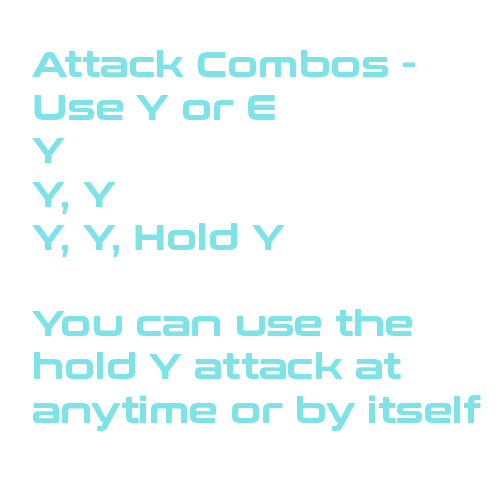 Attack Combos -
Use Y or E
Y
Y, Y
Y, Y, Hold Y
You can use the
hold Y attack at
anytime or by itself